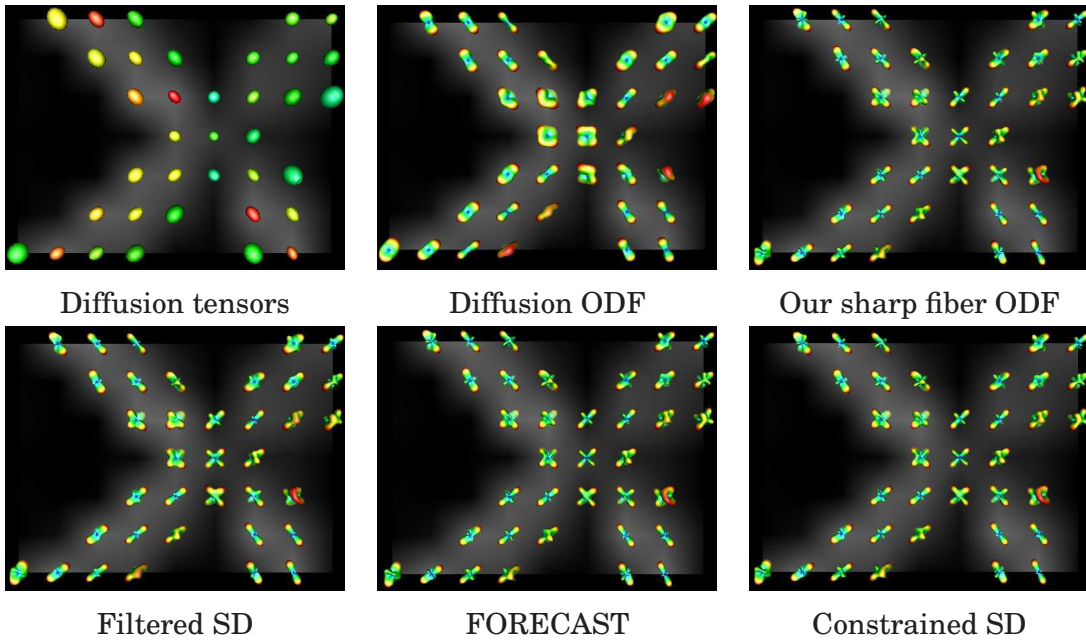 Diffusion tensors
Diffusion ODF
Our sharp fiber ODF
Filtered SD
FORECAST
Constrained SD